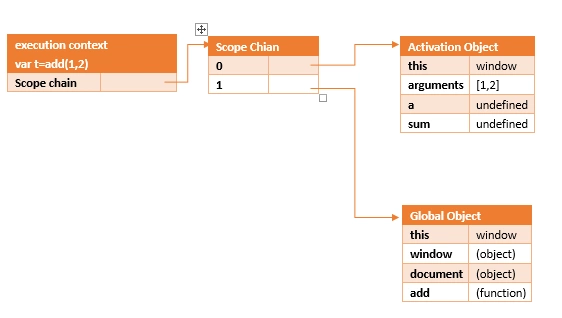 execution context
var t=add(1,2)
Scope chain
Scope Chian
0
1
Activation Object
this window
arguments [1,2]
a undefined
sum undefined
Global Object
this window
window (object)
document (object)
add (function)